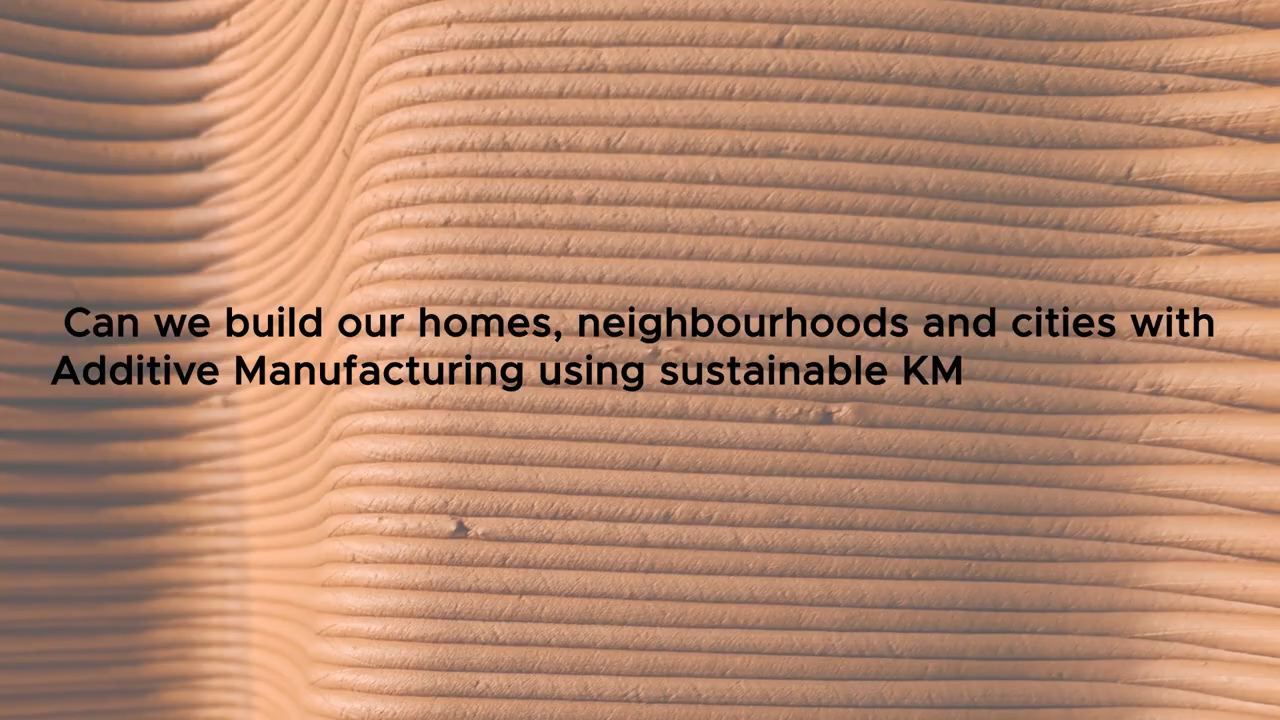 Can we build our homes, neighbourhoods and cities with
Additive Manufacturing using sustainable KM